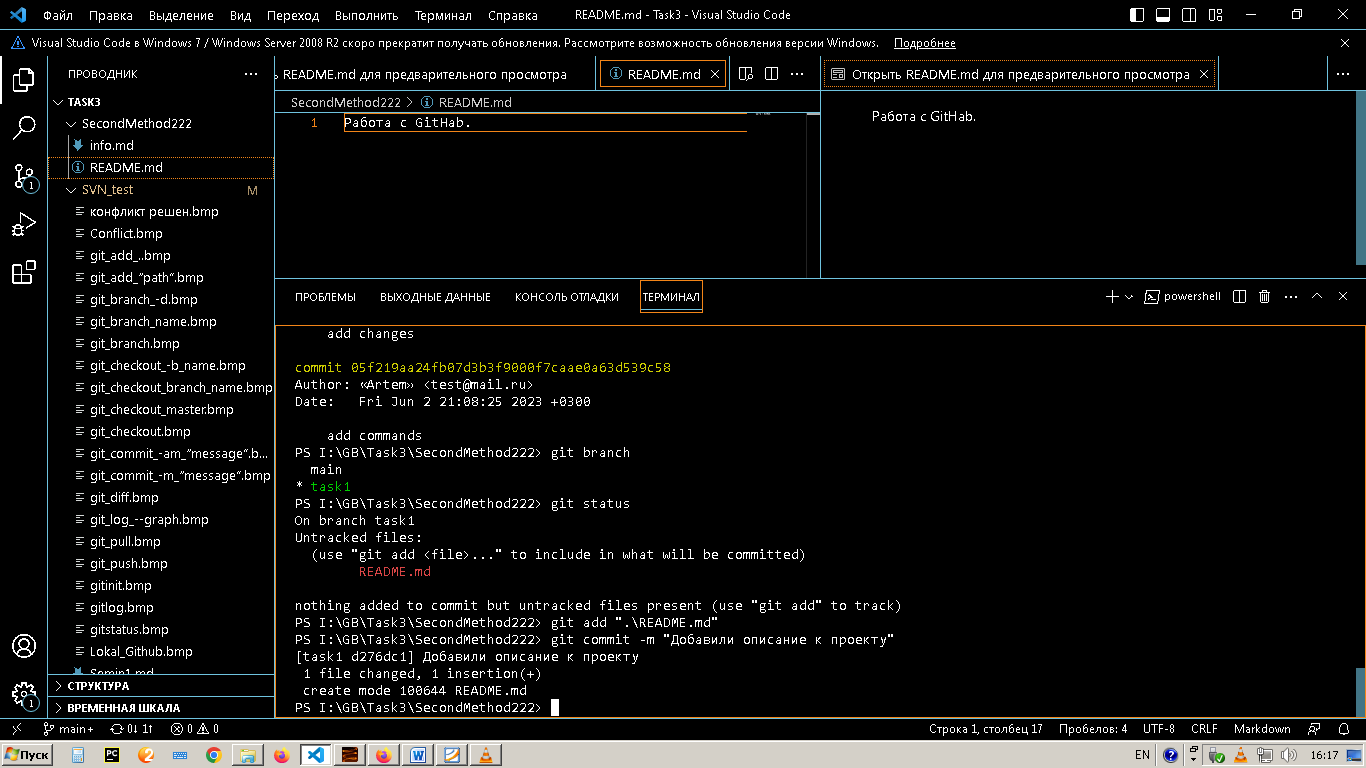 Файл Правка Выделение Вид Переход Выполнить Терминал Справка README.md - Task3 - Visual Studio Code
Visual Studio Code в Windows 7 / Windows Server 2008 R2 скоро прекратит получать обновления. Рассмотрите возможность обновления версии Windows. Подробнее
ПРОВОДНИК
TASK3
SecondMethod222
info.md
README.md
SVN_test M
конфликт решен.bmp
Conflict.bmp
git_add_..bmp
git_add_"path".bmp
git_branch_-d.bmp
git_branch_name.bmp
git_branch.bmp
git_checkout_-b_name.bmp
git_checkout_branch_name.bmp
git_checkout_master.bmp
git_checkout.bmp
git_commit_-am_"message".b...
git_commit_-m_"message".bmp
git_diff.bmp
git_log_--graph.bmp
git_pull.bmp
git_push.bmp
gitinit.bmp
gitlog.bmp
gitstatus.bmp
Lokal_Github.bmp
Semin1.md
СТРУКТУРА
ВРЕМЕННАЯ ШКАЛА
1
1
README.md для предварительного просмотра README.md
SecondMethod222 > README.md
1 Работа с GitHab.
Открыть README.md для предварительного просмотра
Работа с GitHab.
ПРОБЛЕМЫ ВЫХОДНЫЕ ДАННЫЕ КОНСОЛЬ ОТЛАДКИ ТЕРМИНАЛ powershell
add changes
commit 05f219aa24fb07d3b3f9000f7caae0a63d539c58
Author: «Artem» <test@mail.ru>
Date: Fri Jun 2 21:08:25 2023 +0300
add commands
PS I:\GB\Task3\SecondMethod222> git branch
main
* task1
PS I:\GB\Task3\SecondMethod222> git status
On branch task1
Untracked files:
(use "git add <file>..." to include in what will be committed)
README.md
nothing added to commit but untracked files present (use "git add" to track)
PS I:\GB\Task3\SecondMethod222> git add ".\README.md"
PS I:\GB\Task3\SecondMethod222> git commit -m "Добавили описание к проекту"
[task1 d276dc1] Добавили описание к проекту
1 file changed, 1 insertion(+)
create mode 100644 README.md
PS I:\GB\Task3\SecondMethod222>
main+ 0↓ 1↑ 0 0 Строка 1, столбец 17 Пробелов: 4 UTF-8 CRLF Markdown
Пуск EN 16:17